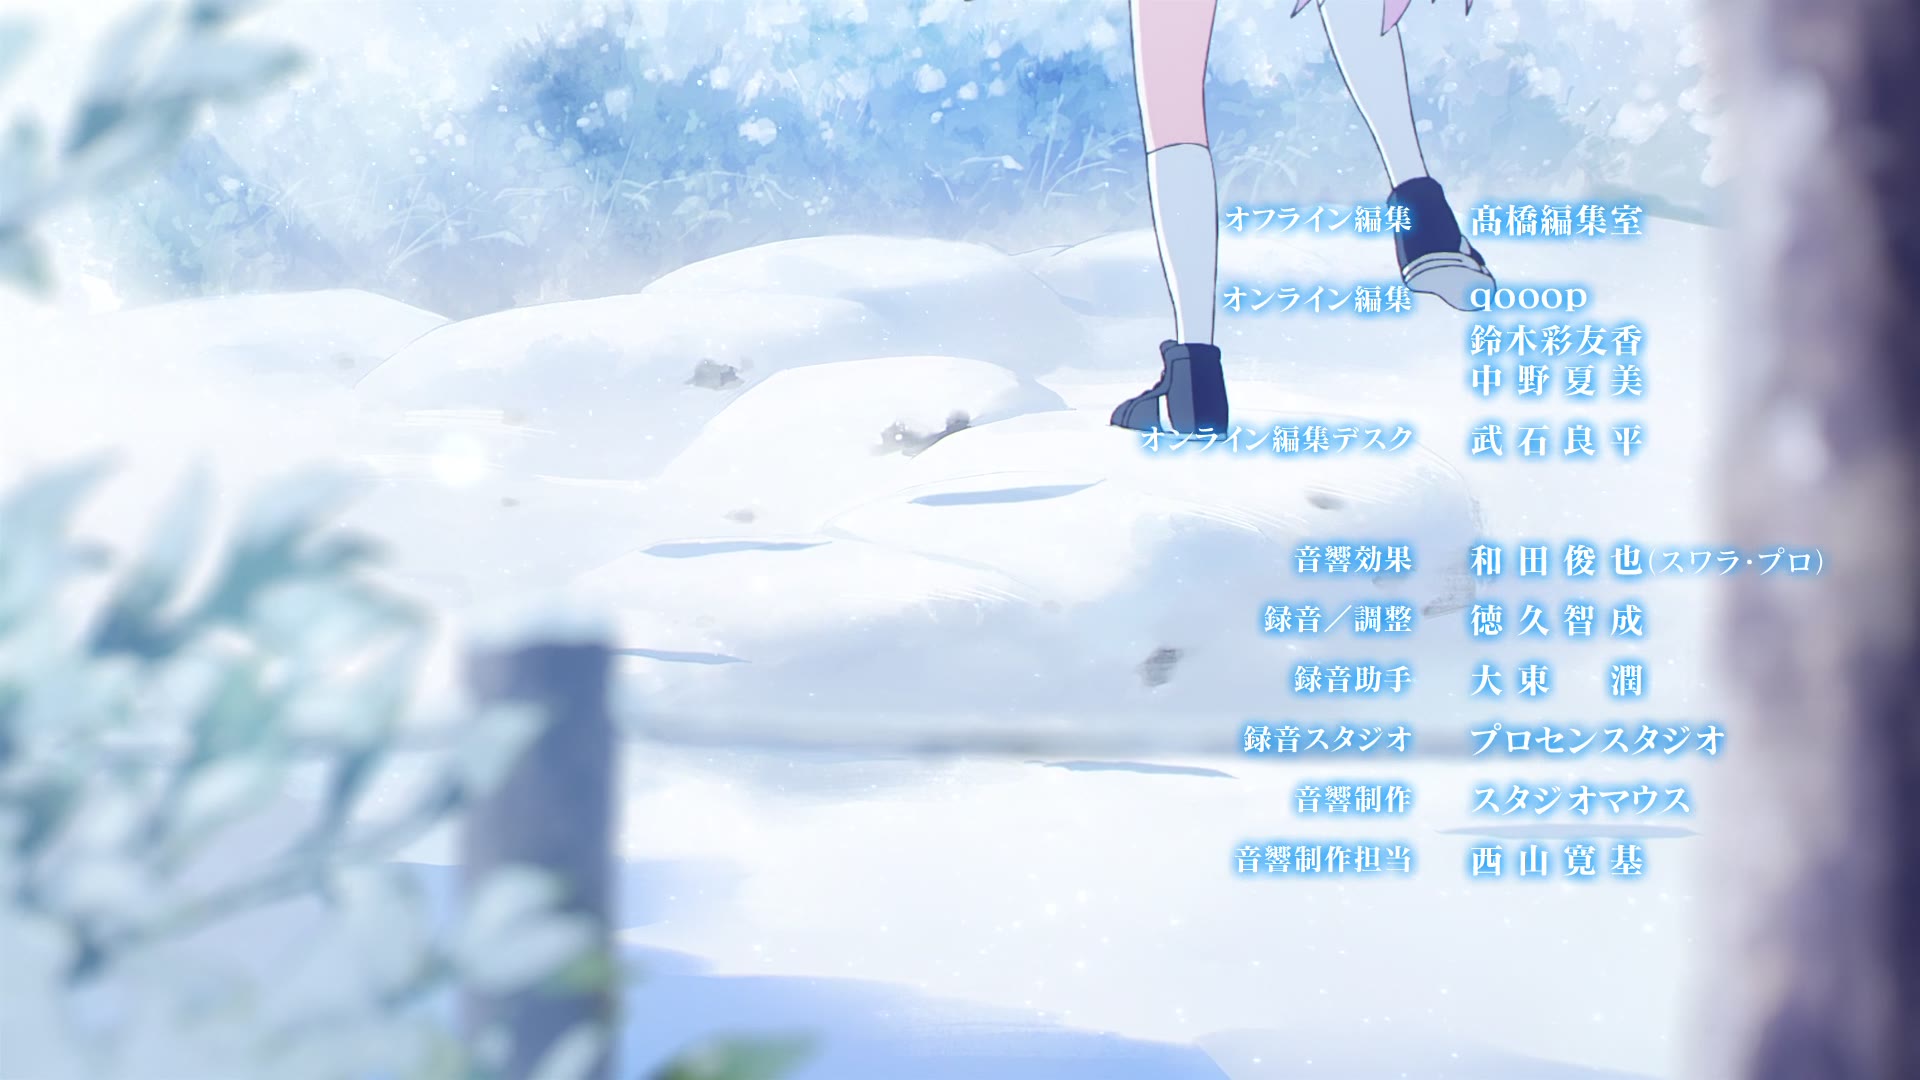 オフライン編集 髙橋編集室
オンライン編集 qooop
鈴木彩友香
中野夏美
オンライン編集デスク 武石良平
音響効果 和田俊也(スワラ・プロ)
録音／調整 徳久智成
録音助手 大東 潤
録音スタジオ プロセンスタジオ
音響制作 スタジオマウス
音響制作担当 西山寛基